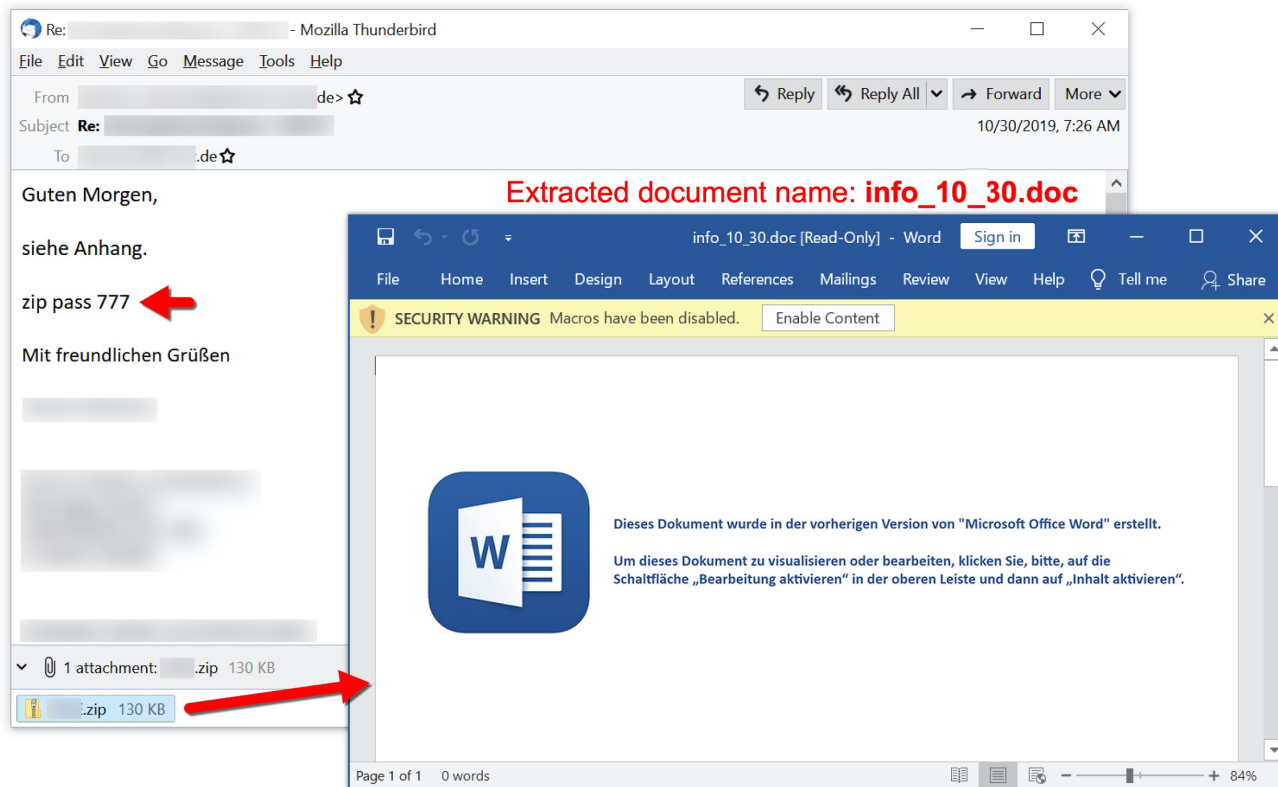 Re: - Mozilla Thunderbird
File Edit View Go Message Tools Help
From de>
Reply Reply All Forward More
Subject Re:
10/30/2019, 7:26 AM
To .de
Guten Morgen,
Extracted document name: info_10_30.doc
siehe Anhang.
zip pass 777
Mit freundlichen Grüßen
1 attachment: .zip 130 KB
.zip 130 KB
info_10_30.doc [Read-Only] - Word Sign in
File Home Insert Design Layout References Mailings Review View Help Tell me Share
SECURITY WARNING Macros have been disabled. Enable Content
W
Dieses Dokument wurde in der vorherigen Version von "Microsoft Office Word" erstellt.
Um dieses Dokument zu visualisieren oder bearbeiten, klicken Sie, bitte, auf die
Schaltfläche „Bearbeitung aktivieren“ in der oberen Leiste und dann auf „Inhalt aktivieren“.
Page 1 of 1 0 words
84%